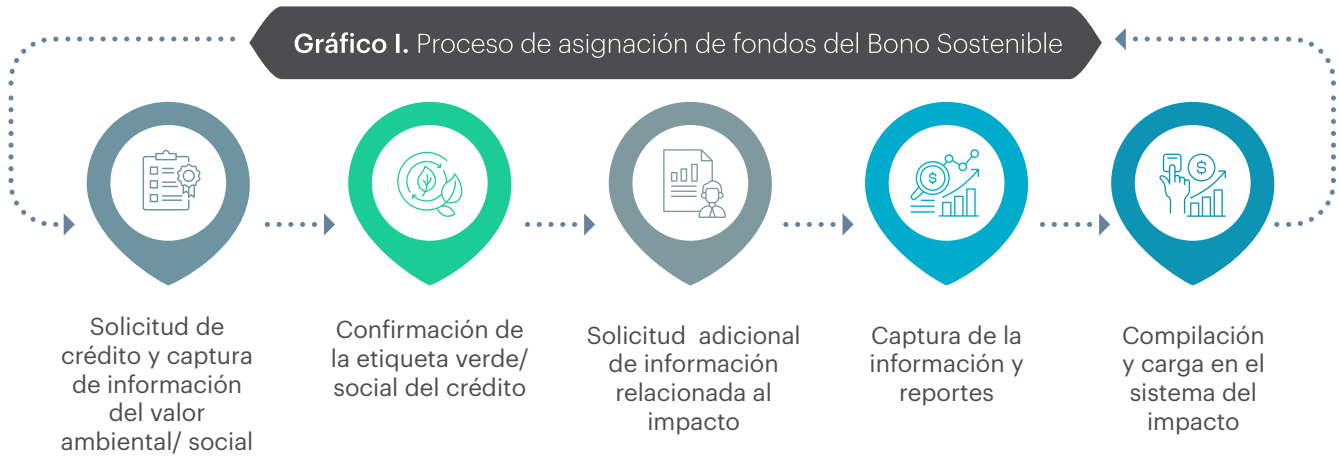 Gráfico I. Proceso de asignación de fondos del Bono Sostenible
Solicitud de
crédito y captura
de información
del valor
ambiental/ social
Confirmación de
la etiqueta verde/
social del crédito
Solicitud adicional
de información
relacionada al
impacto
Captura de la
información y
reportes
Compilación
y carga en el
sistema del
impacto